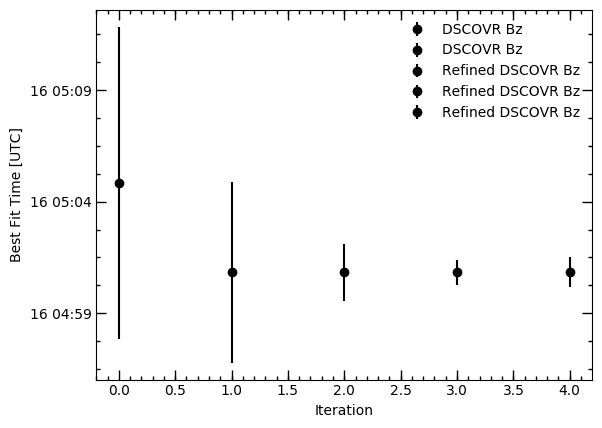 DSCOVR Bz
DSCOVR Bz
Refined DSCOVR Bz
Refined DSCOVR Bz
Refined DSCOVR Bz
Best Fit Time [UTC]
16 05:09
16 05:04
16 04:59
0.0 0.5 1.0 1.5 2.0 2.5 3.0 3.5 4.0
Iteration